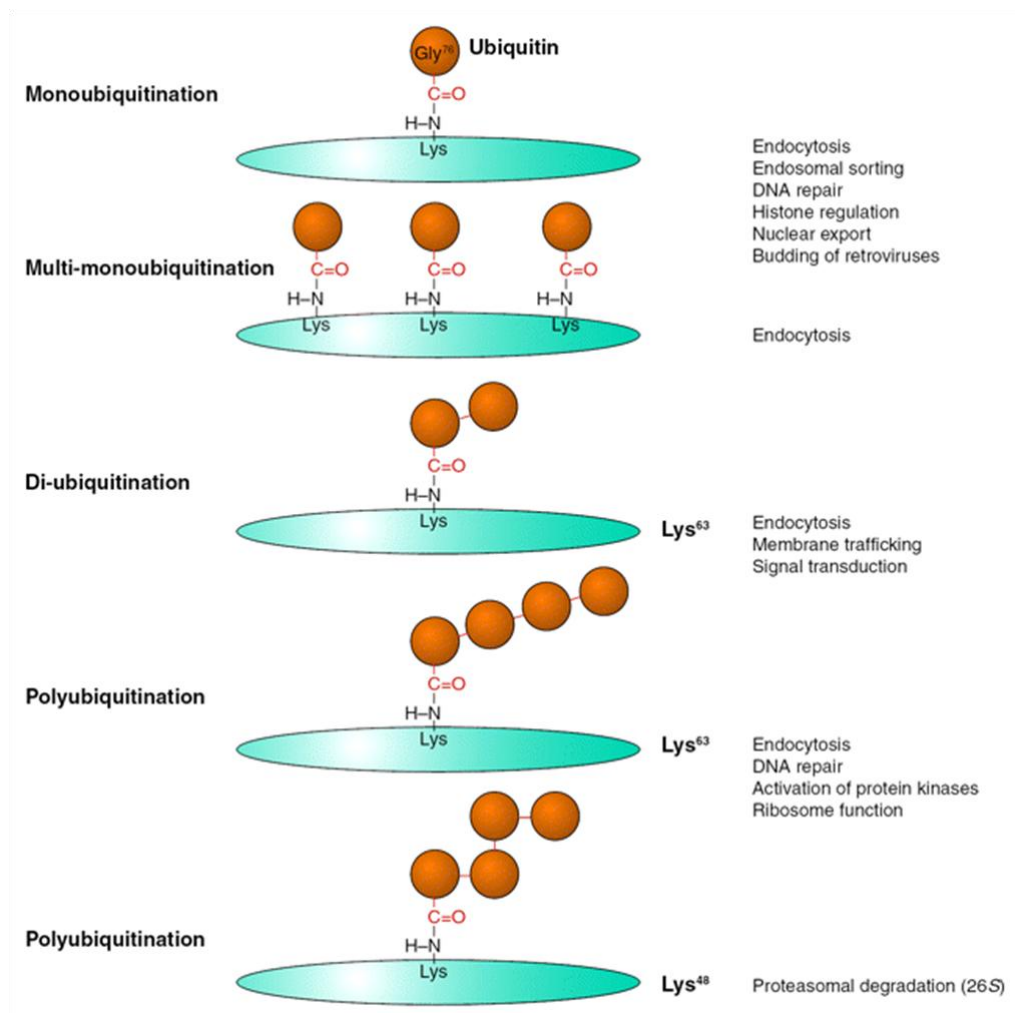 Gly⁷⁶ Ubiquitin
Monoubiquitination
C=O
H–N
Lys
Endocytosis
Endosomal sorting
DNA repair
Histone regulation
Nuclear export
Budding of retroviruses
Multi-monoubiquitination
C=O C=O C=O
H–N H–N H–N
Lys Lys Lys
Endocytosis
Di-ubiquitination
C=O
H–N
Lys
Lys⁶³
Endocytosis
Membrane trafficking
Signal transduction
Polyubiquitination
C=O
H–N
Lys
Lys⁶³
Endocytosis
DNA repair
Activation of protein kinases
Ribosome function
Polyubiquitination
C=O
H–N
Lys
Lys⁴⁸
Proteasomal degradation (26S)